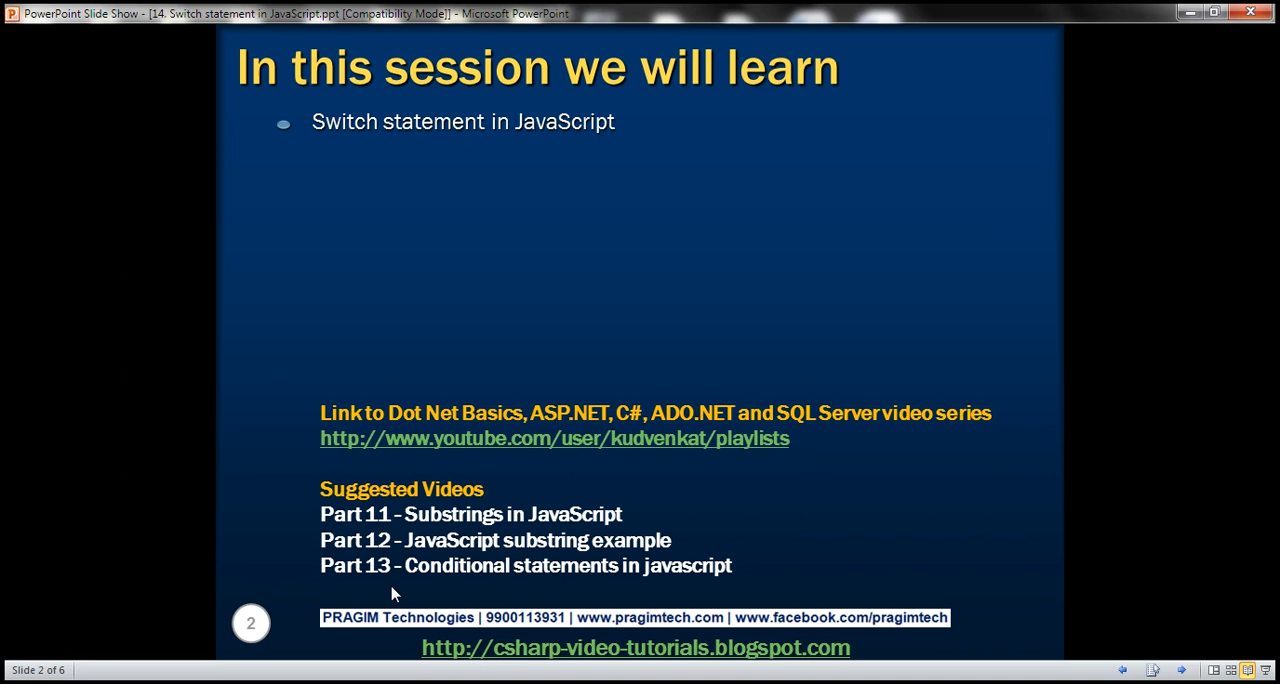 PowerPoint Slide Show - [14. Switch statement in JavaScript.ppt [Compatibility Mode]] - Microsoft PowerPoint
In this session we will learn
Switch statement in JavaScript
Link to Dot Net Basics, ASP.NET, C#, ADO.NET and SQL Server video series
http://www.youtube.com/user/kudvenkat/playlists
Suggested Videos
Part 11 - Substrings in JavaScript
Part 12 - JavaScript substring example
Part 13 - Conditional statements in javascript
2
PRAGIM Technologies | 9900113931 | www.pragimtech.com | www.facebook.com/pragimtech
http://csharp-video-tutorials.blogspot.com
Slide 2 of 6